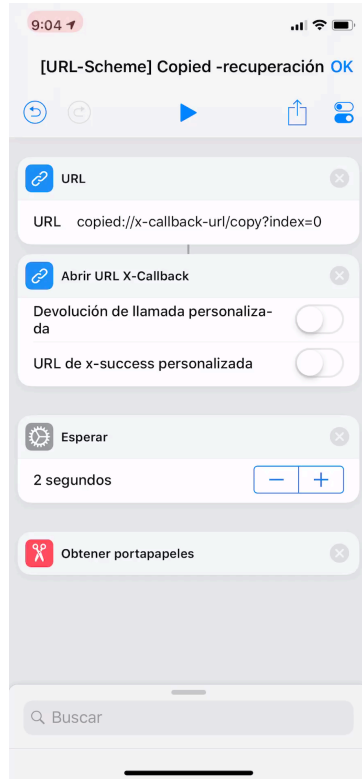 9:04
[URL-Scheme] Copied -recuperación OK
URL
URL copied://x-callback-url/copy?index=0
Abrir URL X-Callback
Devolución de llamada personaliza-
da
URL de x-success personalizada
Esperar
2 segundos
Obtener portapapeles
Buscar